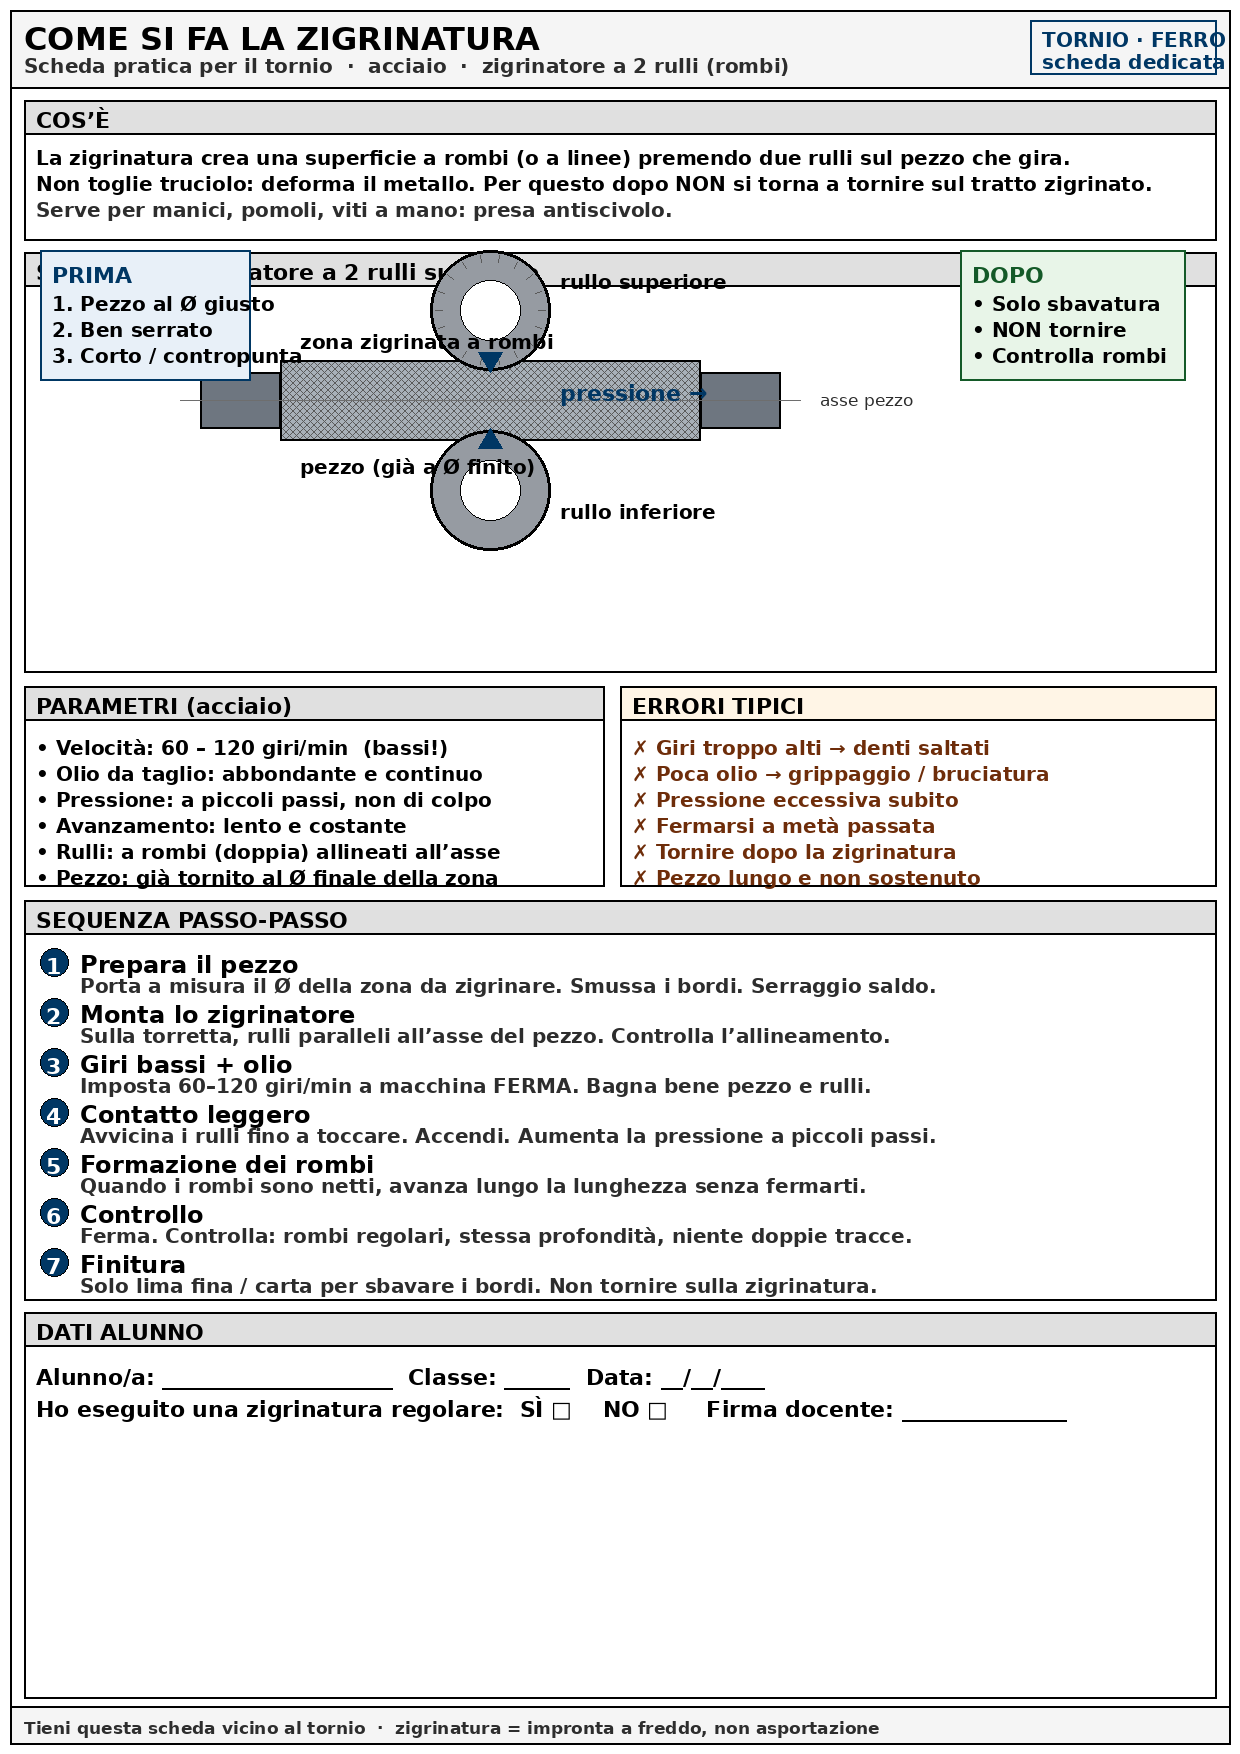 COME SI FA LA ZIGRINATURA
Scheda pratica per il tornio · acciaio · zigrinatore a 2 rulli (rombi)
TORNIO · FERRO
scheda dedicata
COS’È
La zigrinatura crea una superficie a rombi (o a linee) premendo due rulli sul pezzo che gira.
Non toglie truciolo: deforma il metallo. Per questo dopo NON si torna a tornire sul tratto zigrinato.
Serve per manici, pomoli, viti a mano: presa antiscivolo.
atore a 2 rulli su
PRIMA
1. Pezzo al Ø giusto
2. Ben serrato
3. Corto / contropunta
rullo superiore
zona zigrinata a rombi
pressione →
asse pezzo
pezzo (già a Ø finito)
rullo inferiore
DOPO
• Solo sbavatura
• NON tornire
• Controlla rombi
PARAMETRI (acciaio)
• Velocità: 60 – 120 giri/min (bassi!)
• Olio da taglio: abbondante e continuo
• Pressione: a piccoli passi, non di colpo
• Avanzamento: lento e costante
• Rulli: a rombi (doppia) allineati all’asse
• Pezzo: già tornito al Ø finale della zona
ERRORI TIPICI
✗ Giri troppo alti → denti saltati
✗ Poca olio → grippaggio / bruciatura
✗ Pressione eccessiva subito
✗ Fermarsi a metà passata
✗ Tornire dopo la zigrinatura
✗ Pezzo lungo e non sostenuto
SEQUENZA PASSO-PASSO
1 Prepara il pezzo
Porta a misura il Ø della zona da zigrinare. Smussa i bordi. Serraggio saldo.
2 Monta lo zigrinatore
Sulla torretta, rulli paralleli all’asse del pezzo. Controlla l’allineamento.
3 Giri bassi + olio
Imposta 60–120 giri/min a macchina FERMA. Bagna bene pezzo e rulli.
4 Contatto leggero
Avvicina i rulli fino a toccare. Accendi. Aumenta la pressione a piccoli passi.
5 Formazione dei rombi
Quando i rombi sono netti, avanza lungo la lunghezza senza fermarti.
6 Controllo
Ferma. Controlla: rombi regolari, stessa profondità, niente doppie tracce.
7 Finitura
Solo lima fina / carta per sbavare i bordi. Non tornire sulla zigrinatura.
DATI ALUNNO
Alunno/a: _____________________ Classe: ______ Data: __/__/____
Ho eseguito una zigrinatura regolare: SÌ □ NO □ Firma docente: _______________
Tieni questa scheda vicino al tornio · zigrinatura = impronta a freddo, non asportazione